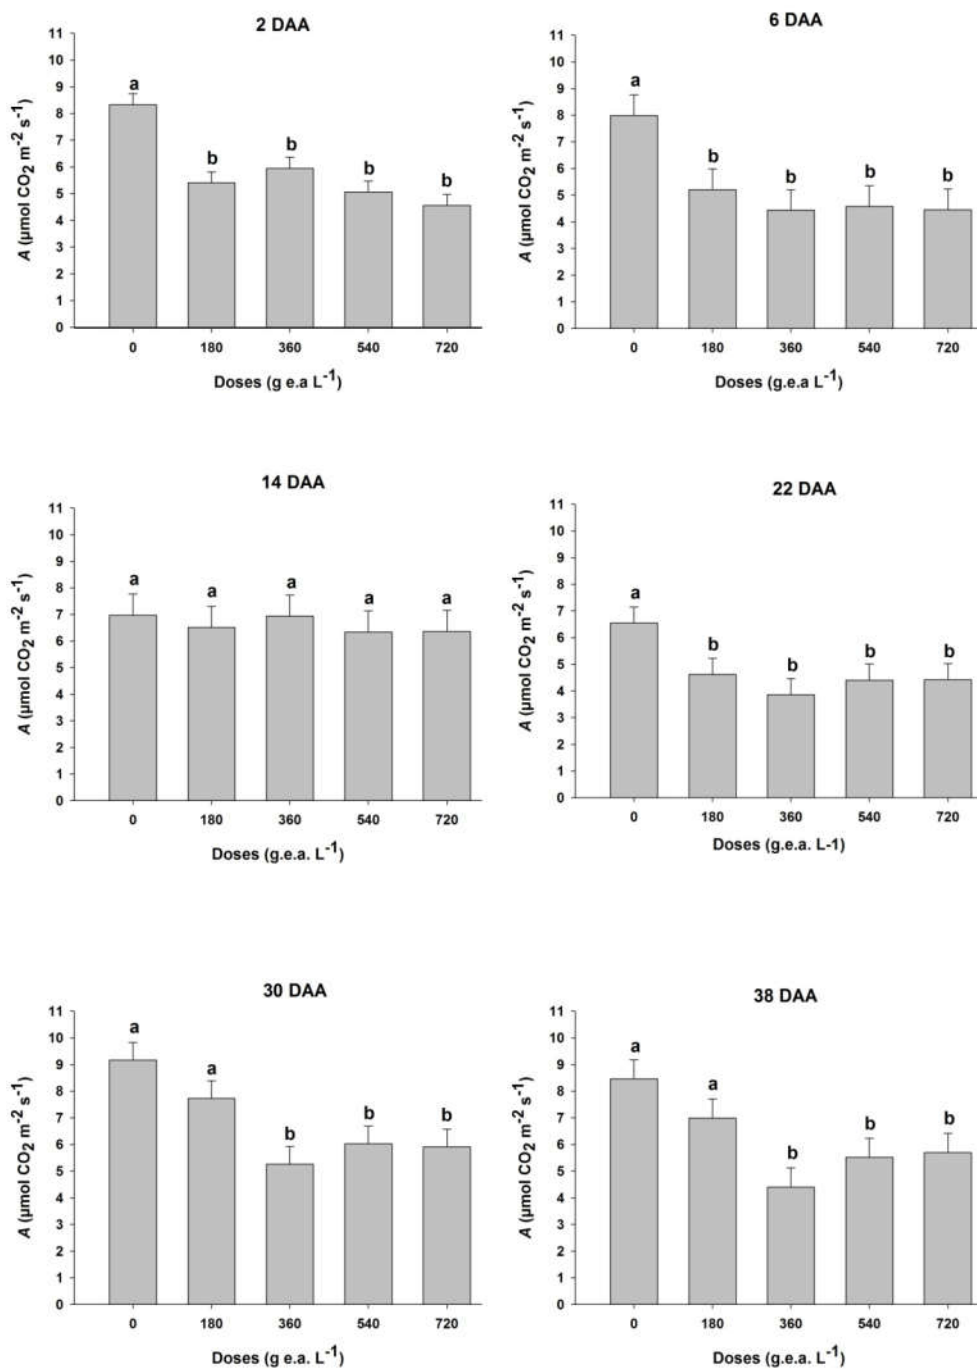 2 DAA
11
10
9
8
7
6
5
4
3
2
1
0
A (µmol CO2 m-2 s-1)
a
b
b
b
b
0 180 360 540 720
Doses (g e.a L-1)
6 DAA
11
10
9
8
7
6
5
4
3
2
1
0
A (µmol CO2 m-2 s-1)
a
b
b
b
b
0 180 360 540 720
Doses (g.e.a L-1)
14 DAA
11
10
9
8
7
6
5
4
3
2
1
0
A (µmol CO2 m-2 s-1)
a
a
a
a
a
0 180 360 540 720
Doses (g.e.a. L-1)
22 DAA
11
10
9
8
7
6
5
4
3
2
1
0
A (µmol CO2 m-2 s-1)
a
b
b
b
b
0 180 360 540 720
Doses (g.e.a. L-1)
30 DAA
11
10
9
8
7
6
5
4
3
2
1
0
A (µmol CO2 m-2 s-1)
a
a
b
b
b
0 180 360 540 720
Doses (g e.a. L-1)
38 DAA
11
10
9
8
7
6
5
4
3
2
1
0
A (µmol CO2 m-2 s-1)
a
a
b
b
b
0 180 360 540 720
Doses (g.e.a. L-1)